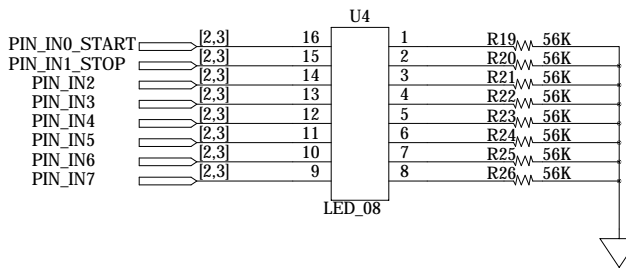 U4
PIN_IN0_START [2,3] 16 1 R19 56K
PIN_IN1_STOP [2,3] 15 2 R20 56K
PIN_IN2 [2,3] 14 3 R21 56K
PIN_IN3 [2,3] 13 4 R22 56K
PIN_IN4 [2,3] 12 5 R23 56K
PIN_IN5 [2,3] 11 6 R24 56K
PIN_IN6 [2,3] 10 7 R25 56K
PIN_IN7 [2,3] 9 8 R26 56K
LED_08